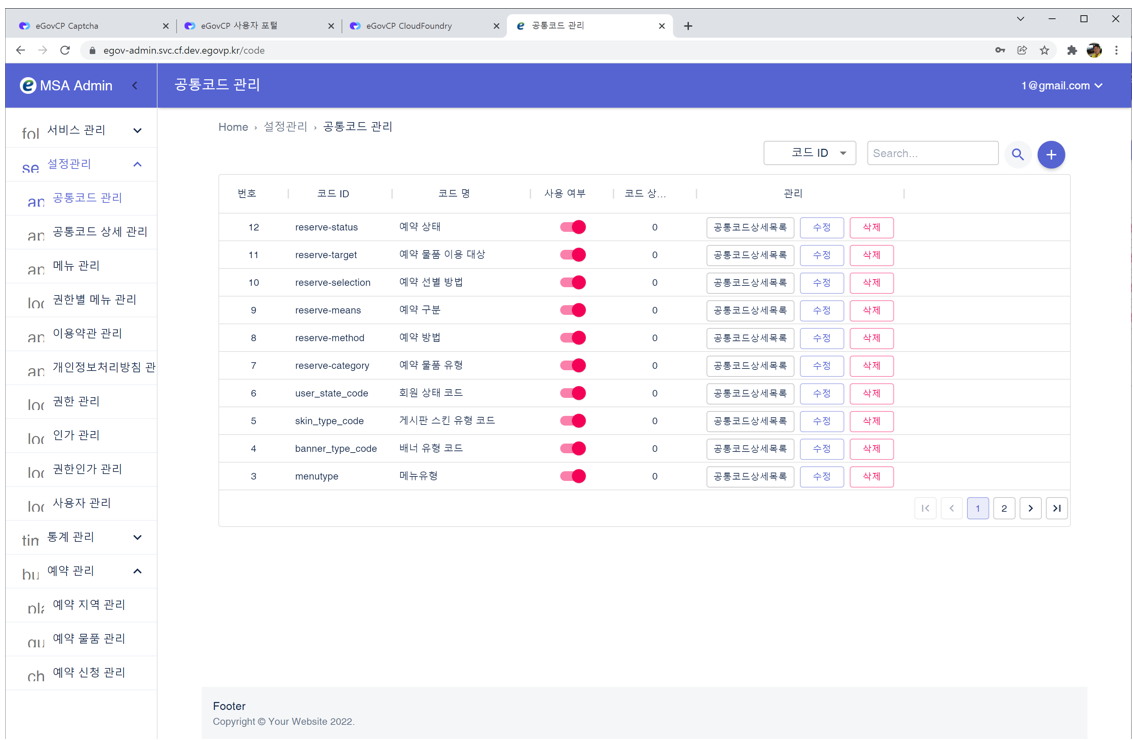 eGovCP Captcha
eGovCP 사용자 포털
eGovCP CloudFoundry
공통코드 관리
egov-admin.svc.cf.dev.egovp.kr/code
e MSA Admin
공통코드 관리
1@gmail.com
fol 서비스 관리
se 설정관리
an 공통코드 관리
an 공통코드 상세 관리
an 메뉴 관리
loc 권한별 메뉴 관리
an 이용약관 관리
an 개인정보처리방침 관
loc 권한 관리
loc 인가 관리
loc 권한인가 관리
loc 사용자 관리
tin 통계 관리
bu 예약 관리
pla 예약 지역 관리
qu 예약 물품 관리
ch 예약 신청 관리
Home › 설정관리 › 공통코드 관리
코드 ID
Search...
번호 코드 ID 코드 명 사용 여부 코드 상... 관리
12 reserve-status 예약 상태 0 공통코드상세목록 수정 삭제
11 reserve-target 예약 물품 이용 대상 0 공통코드상세목록 수정 삭제
10 reserve-selection 예약 선별 방법 0 공통코드상세목록 수정 삭제
9 reserve-means 예약 구분 0 공통코드상세목록 수정 삭제
8 reserve-method 예약 방법 0 공통코드상세목록 수정 삭제
7 reserve-category 예약 물품 유형 0 공통코드상세목록 수정 삭제
6 user_state_code 회원 상태 코드 0 공통코드상세목록 수정 삭제
5 skin_type_code 게시판 스킨 유형 코드 0 공통코드상세목록 수정 삭제
4 banner_type_code 배너 유형 코드 0 공통코드상세목록 수정 삭제
3 menutype 메뉴유형 0 공통코드상세목록 수정 삭제
1 2
Footer
Copyright © Your Website 2022.